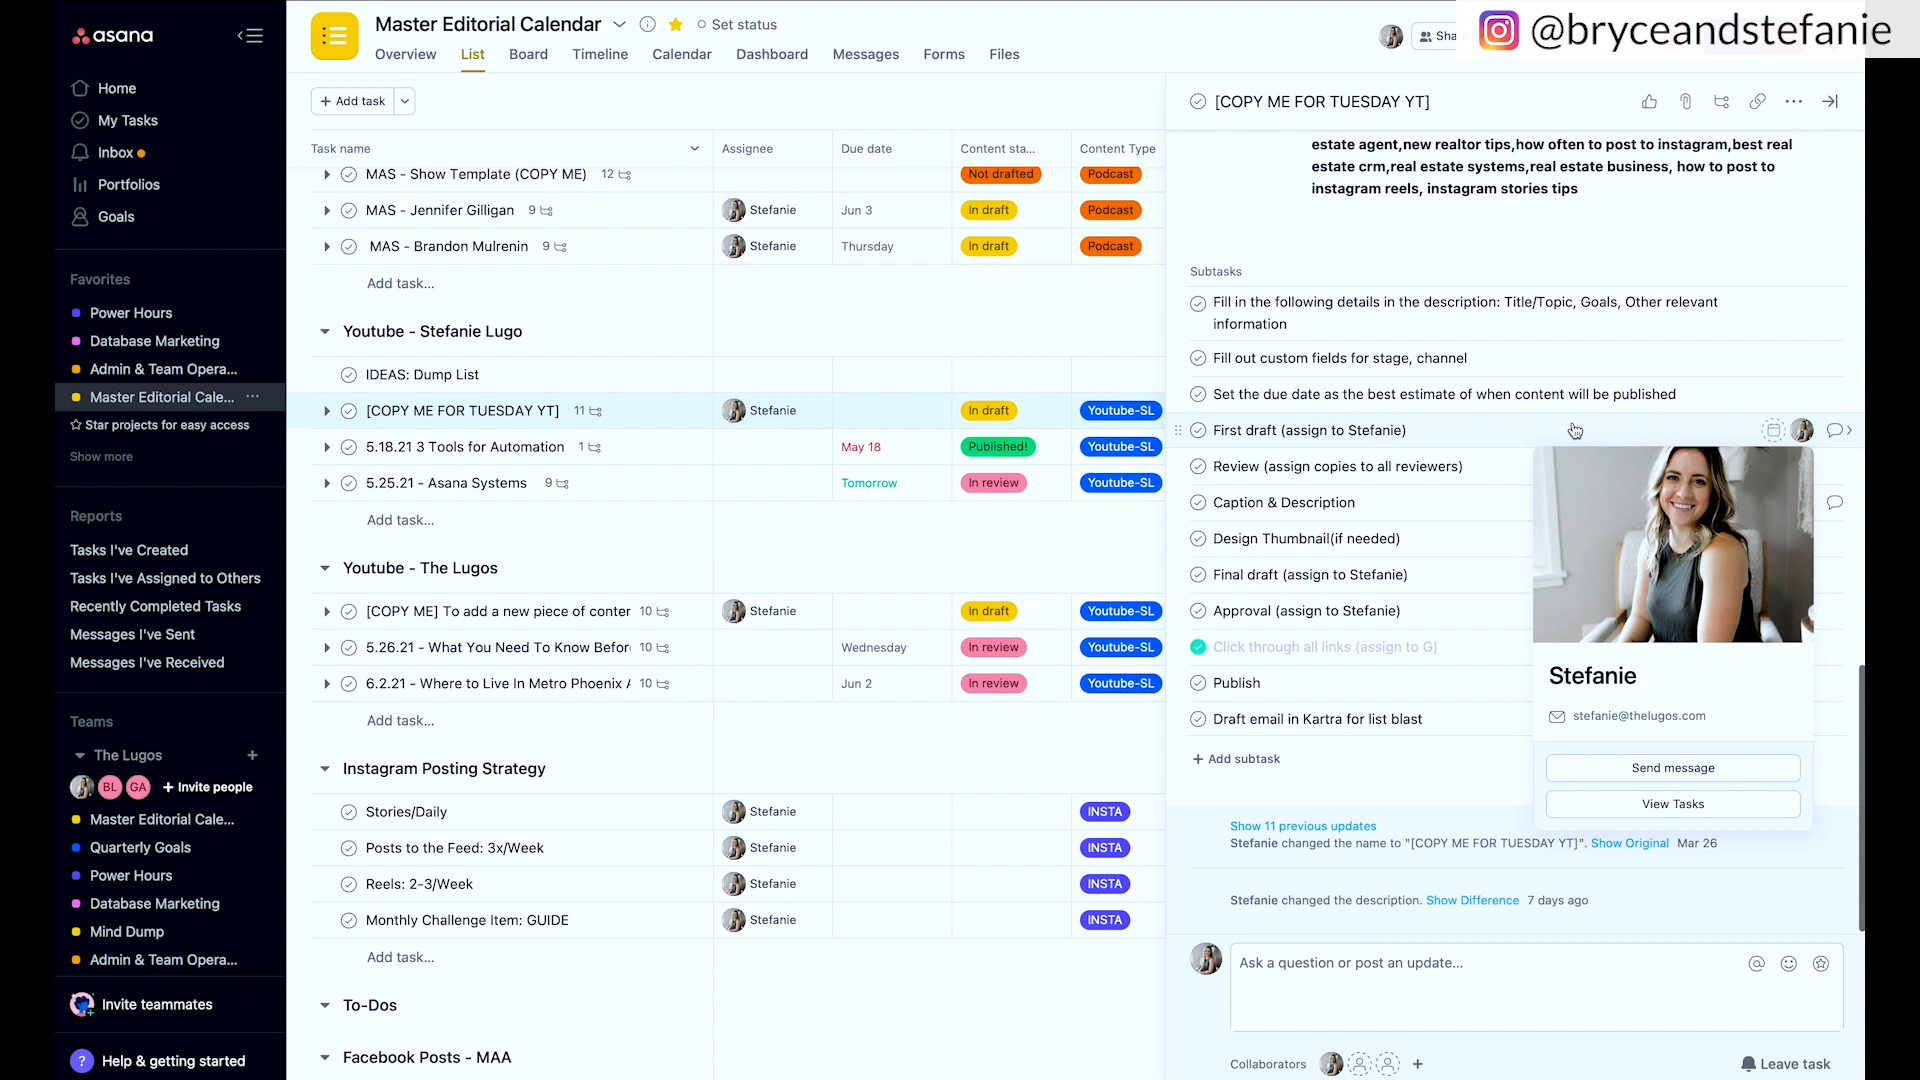 asana
Home
My Tasks
Inbox
Portfolios
Goals
Favorites
Power Hours
Database Marketing
Admin & Team Opera...
Master Editorial Cale... ...
Star projects for easy access
Show more
Reports
Tasks I've Created
Tasks I've Assigned to Others
Recently Completed Tasks
Messages I've Sent
Messages I've Received
Teams
The Lugos +
BL GA + Invite people
Master Editorial Cale...
Quarterly Goals
Power Hours
Database Marketing
Mind Dump
Admin & Team Opera...
Invite teammates
? Help & getting started
Master Editorial Calendar Set status
Overview List Board Timeline Calendar Dashboard Messages Forms Files
@bryceandstefanie
+ Add task
Task name Assignee Due date Content sta... Content Type
MAS - Show Template (COPY ME) 12 Not drafted Podcast
MAS - Jennifer Gilligan 9 Stefanie Jun 3 In draft Podcast
MAS - Brandon Mulrenin 9 Stefanie Thursday In draft Podcast
Add task...
Youtube - Stefanie Lugo
IDEAS: Dump List
[COPY ME FOR TUESDAY YT] 11 Stefanie In draft Youtube-SL
5.18.21 3 Tools for Automation 1 May 18 Published! Youtube-SL
5.25.21 - Asana Systems 9 Tomorrow In review Youtube-SL
Add task...
Youtube - The Lugos
[COPY ME] To add a new piece of conter 10 Stefanie In draft Youtube-SL
5.26.21 - What You Need To Know Befor 10 Wednesday In review Youtube-SL
6.2.21 - Where to Live In Metro Phoenix 10 Jun 2 In review Youtube-SL
Add task...
Instagram Posting Strategy
Stories/Daily Stefanie INSTA
Posts to the Feed: 3x/Week Stefanie INSTA
Reels: 2-3/Week Stefanie INSTA
Monthly Challenge Item: GUIDE Stefanie INSTA
Add task...
To-Dos
Facebook Posts - MAA
[COPY ME FOR TUESDAY YT]
estate agent,new realtor tips,how often to post to instagram,best real
estate crm,real estate systems,real estate business, how to post to
instagram reels, instagram stories tips
Subtasks
Fill in the following details in the description: Title/Topic, Goals, Other relevant
information
Fill out custom fields for stage, channel
Set the due date as the best estimate of when content will be published
First draft (assign to Stefanie)
Review (assign copies to all reviewers)
Caption & Description
Design Thumbnail(if needed)
Final draft (assign to Stefanie)
Approval (assign to Stefanie)
Click through all links (assign to G)
Publish
Draft email in Kartra for list blast
+ Add subtask
Stefanie
stefanie@thelugos.com
Send message
View Tasks
Show 11 previous updates
Stefanie changed the name to "[COPY ME FOR TUESDAY YT]". Show Original Mar 26
Stefanie changed the description. Show Difference 7 days ago
Ask a question or post an update...
Collaborators + Leave task